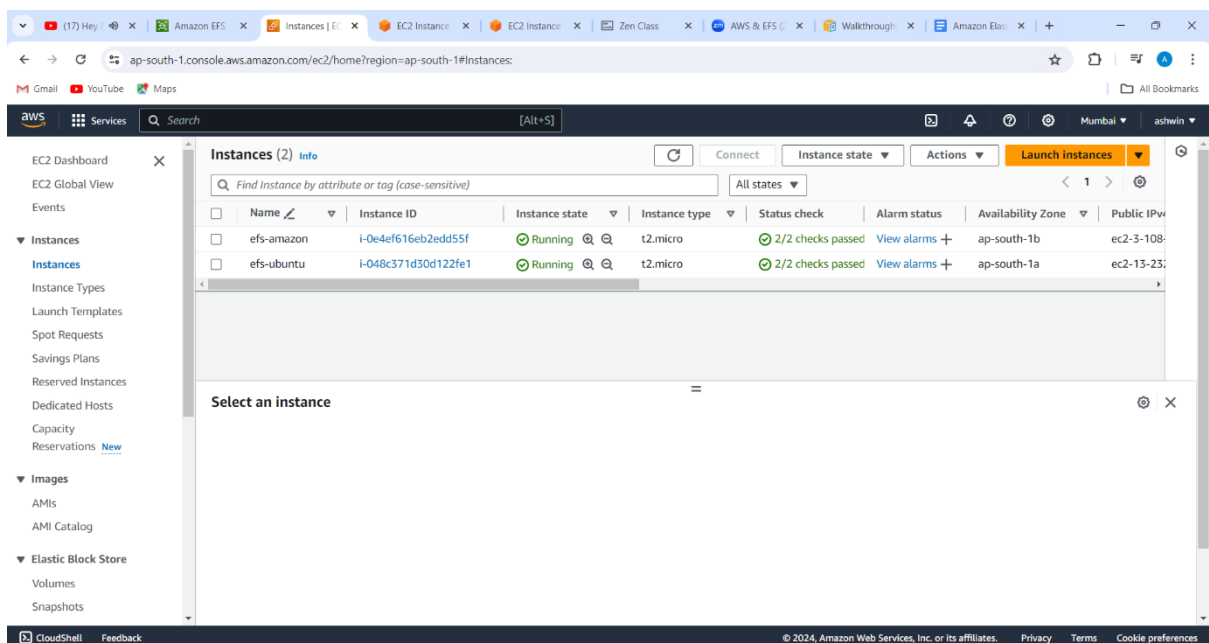 (17) Hey
Amazon EFS
Instances | EC
EC2 Instance
EC2 Instance
Zen Class
AWS & EFS (
Walkthrough:
Amazon Elast
ap-south-1.console.aws.amazon.com/ec2/home?region=ap-south-1#Instances:
Gmail YouTube Maps
All Bookmarks
aws Services Search [Alt+S] Mumbai ashwin
EC2 Dashboard
EC2 Global View
Events
Instances
Instances
Instance Types
Launch Templates
Spot Requests
Savings Plans
Reserved Instances
Dedicated Hosts
Capacity
Reservations New
Images
AMIs
AMI Catalog
Elastic Block Store
Volumes
Snapshots
Instances (2) Info
Connect Instance state Actions Launch instances
Find Instance by attribute or tag (case-sensitive) All states 1
Name Instance ID Instance state Instance type Status check Alarm status Availability Zone Public IPv4
efs-amazon i-0e4ef616eb2edd55f Running t2.micro 2/2 checks passed View alarms + ap-south-1b ec2-3-108-
efs-ubuntu i-048c371d30d122fe1 Running t2.micro 2/2 checks passed View alarms + ap-south-1a ec2-13-232
Select an instance
CloudShell Feedback © 2024, Amazon Web Services, Inc. or its affiliates. Privacy Terms Cookie preferences